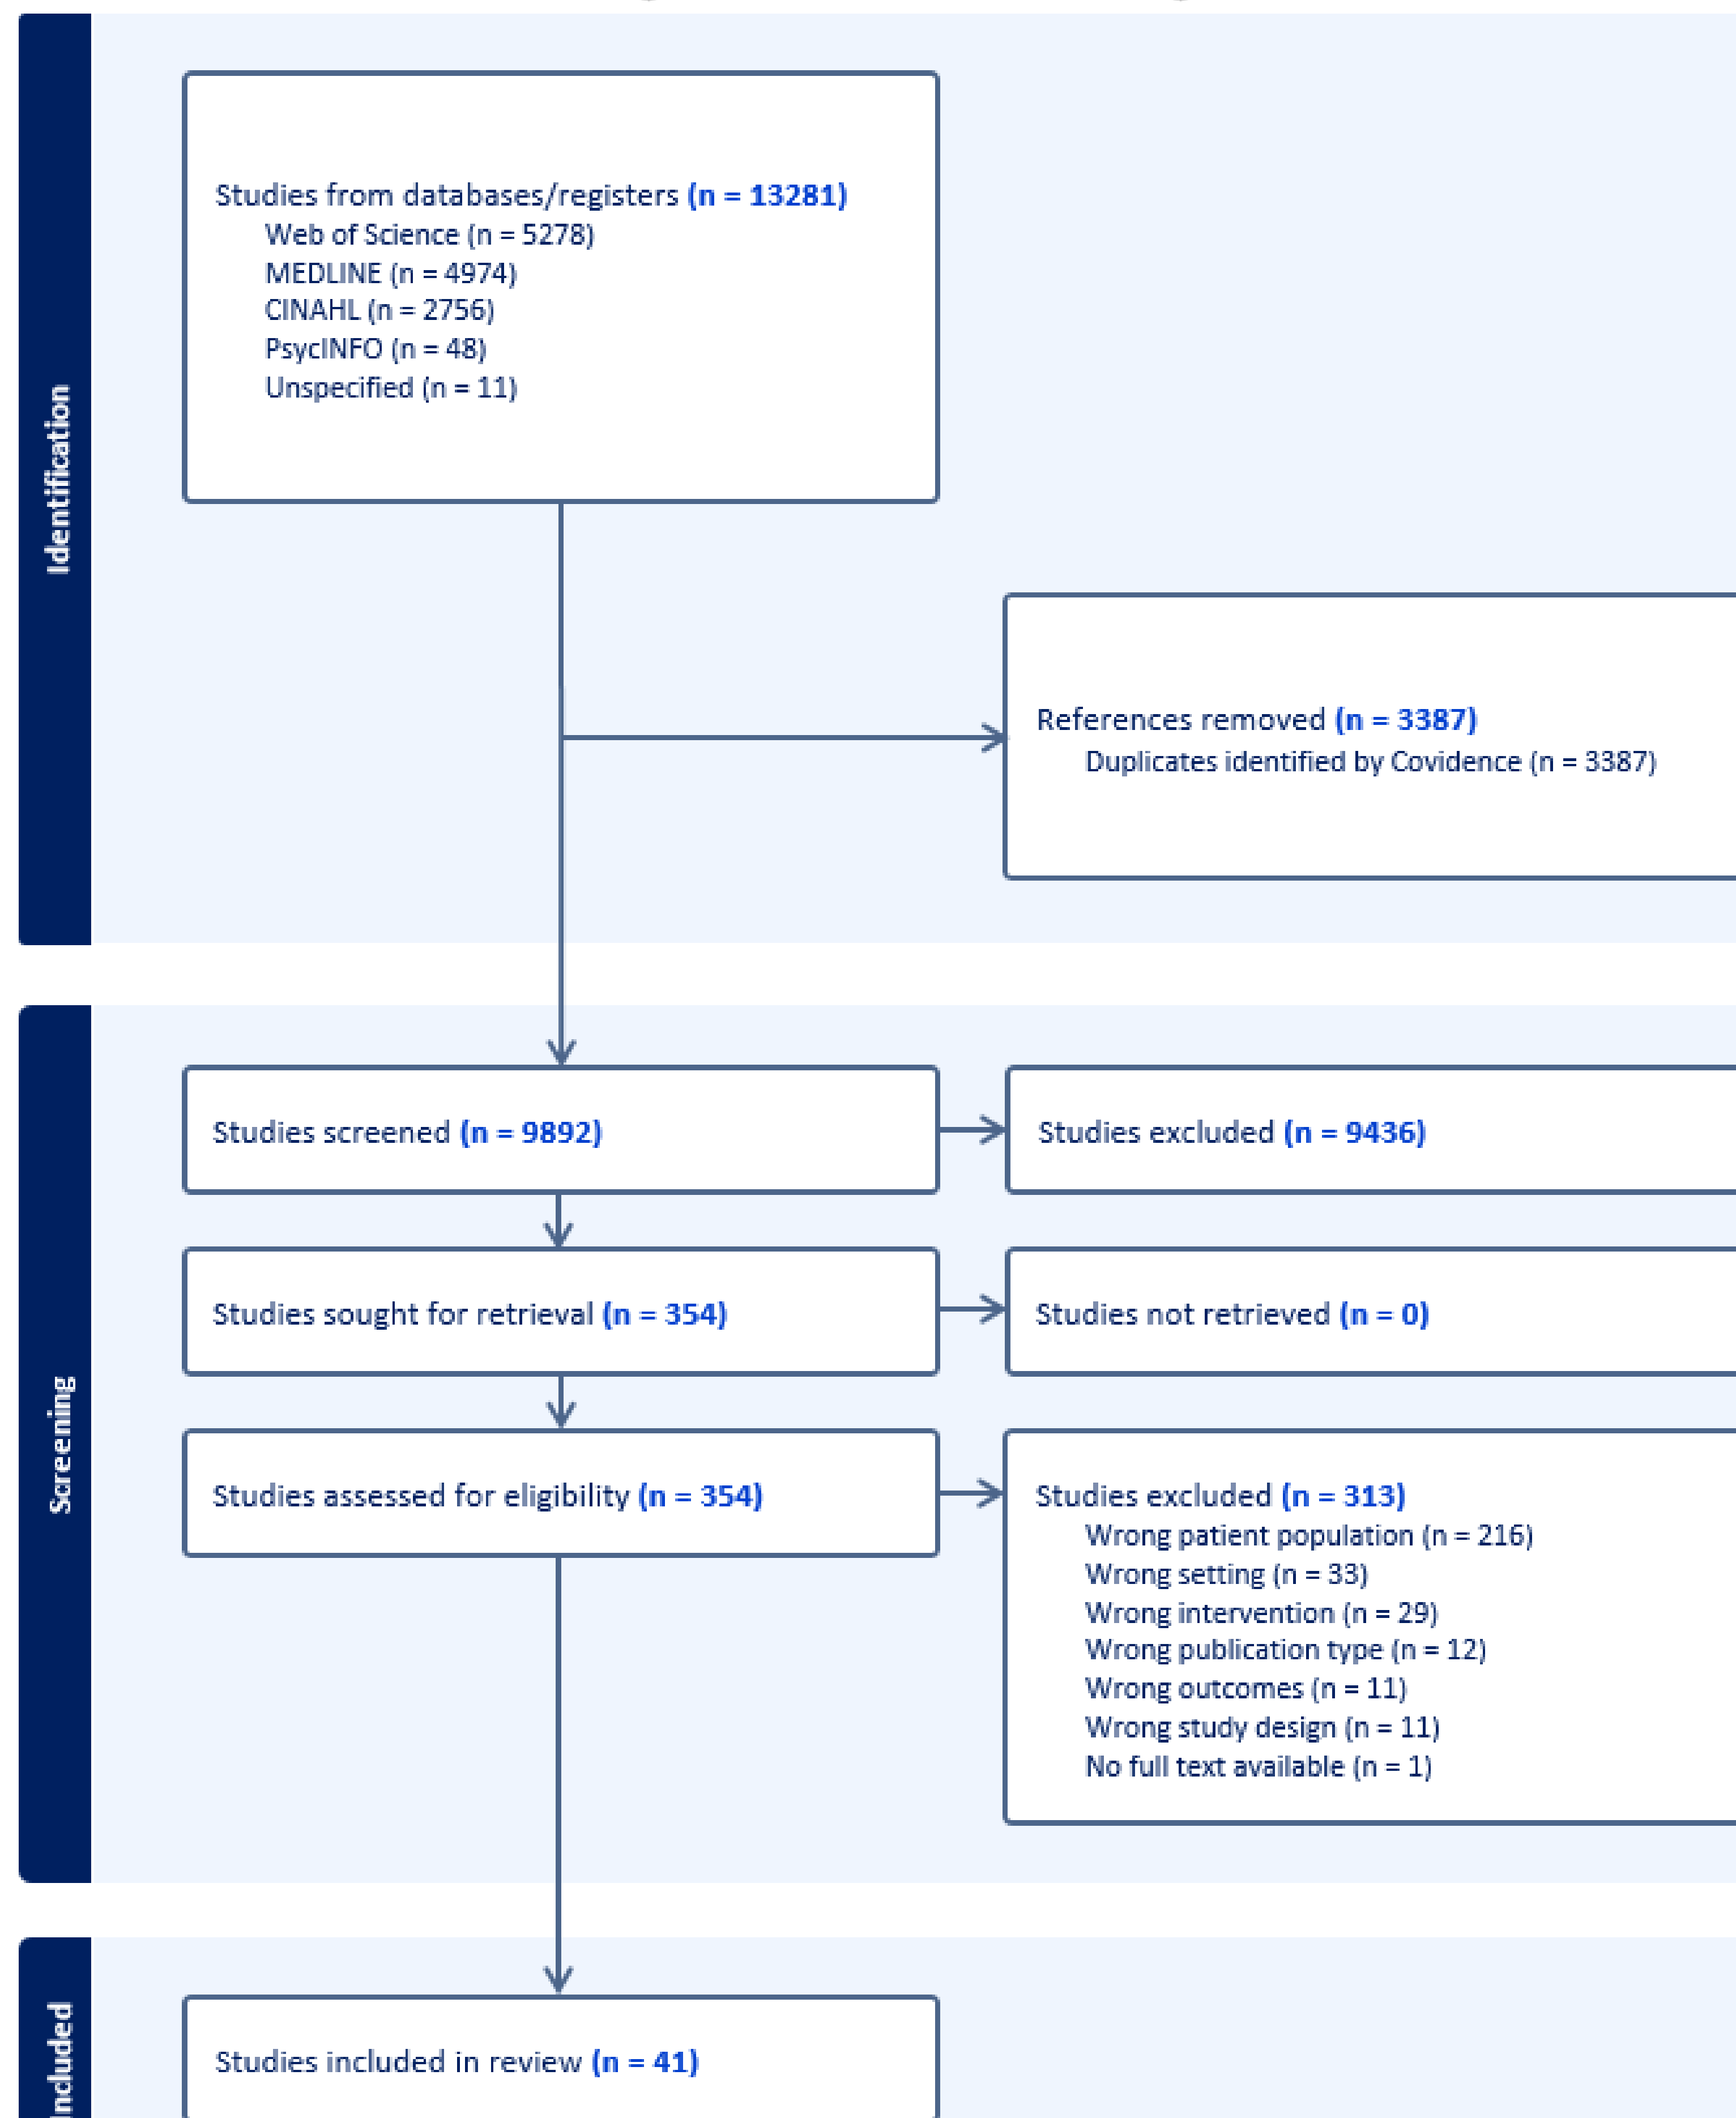 Identification
Studies from databases/registers (n = 13281)
Web of Science (n = 5278)
MEDLINE (n = 4974)
CINAHL (n = 2756)
PsycINFO (n = 48)
Unspecified (n = 11)
References removed (n = 3387)
Duplicates identified by Covidence (n = 3387)
Screening
Studies screened (n = 9892)
Studies excluded (n = 9436)
Studies sought for retrieval (n = 354)
Studies not retrieved (n = 0)
Studies assessed for eligibility (n = 354)
Studies excluded (n = 313)
Wrong patient population (n = 216)
Wrong setting (n = 33)
Wrong intervention (n = 29)
Wrong publication type (n = 12)
Wrong outcomes (n = 11)
Wrong study design (n = 11)
No full text available (n = 1)
Included
Studies included in review (n = 41)